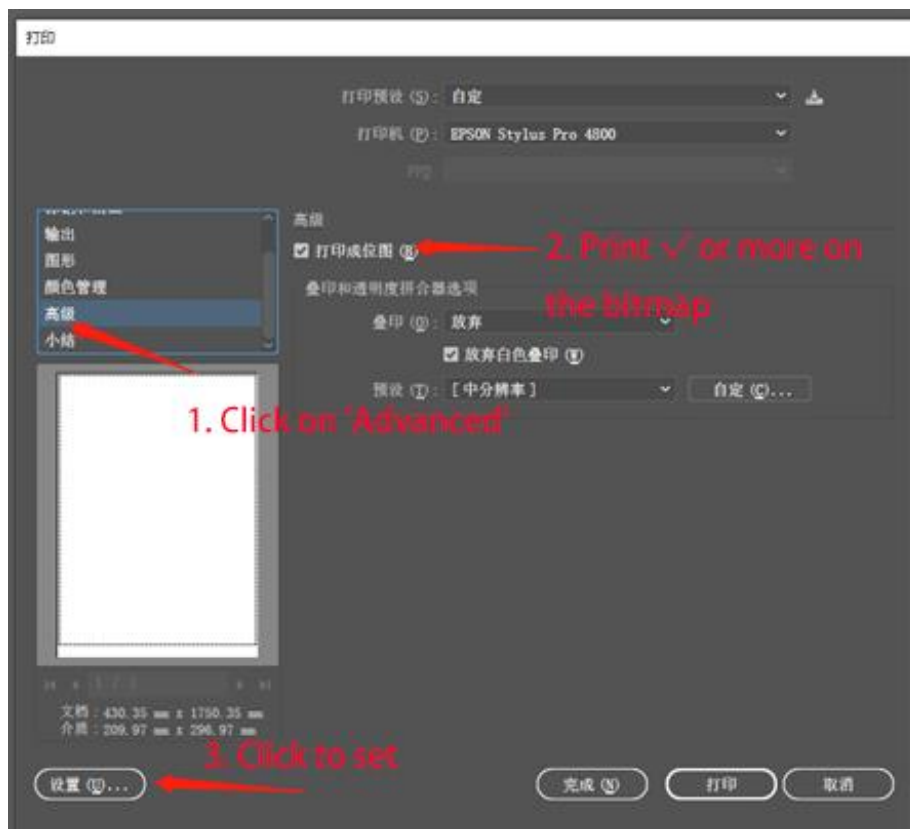 打印
打印预设 (S): 自定
打印机 (P): EPSON Stylus Pro 4800
PPD
输出
图形
颜色管理
高级
小结
高级
打印成位图 (B)
2. Print ✓ or more on
the bitmap
叠印和透明度拼合器选项
叠印 (O): 放弃
放弃白色叠印 (W)
预设 (T): [中分辨率]
自定 (C)...
1. Click on 'Advanced'
文档: 430.35 mm x 1750.35 mm
介质: 209.97 mm x 296.97 mm
3. Click to set
设置 (U)...
完成 (N)
打印
取消